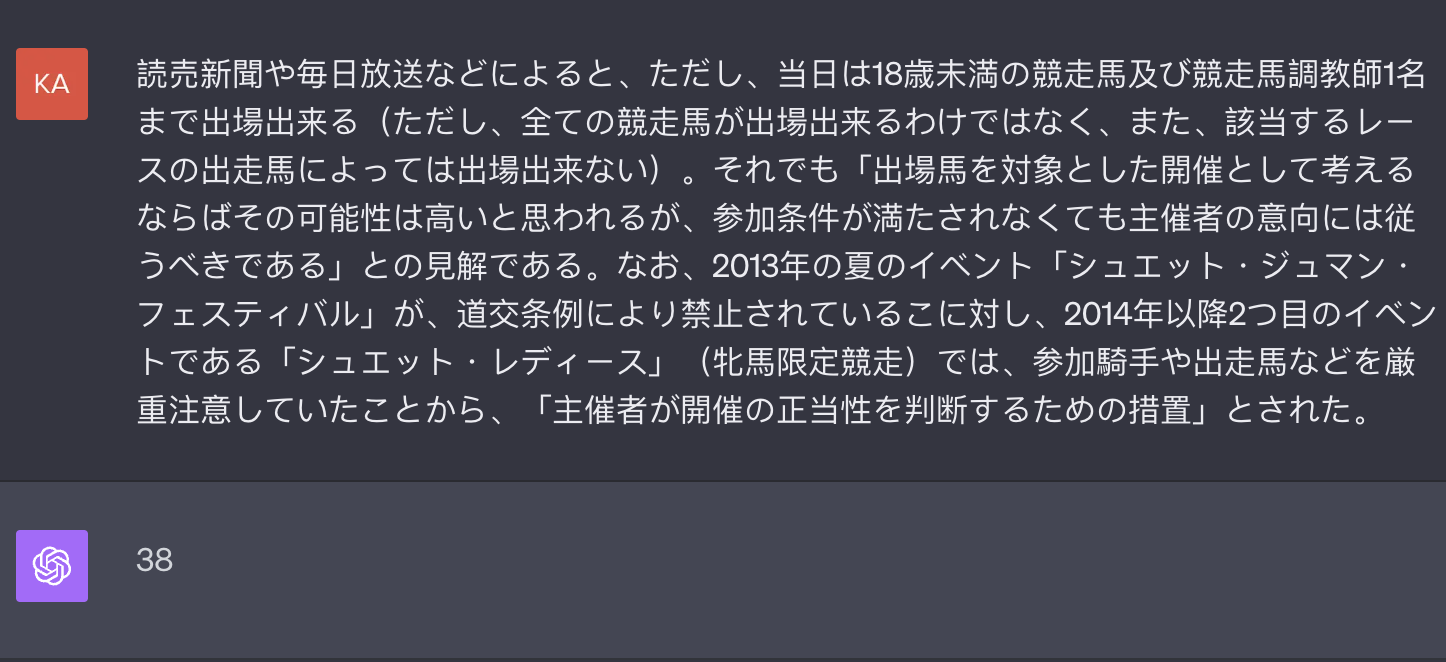 KA
読売新聞や毎日放送などによると、ただし、当日は18歳未満の競走馬及び競走馬調教師1名
まで出場出来る（ただし、全ての競走馬が出場出来るわけではなく、また、該当するレー
スの出走馬によっては出場出来ない）。それでも「出場馬を対象とした開催として考える
ならばその可能性は高いと思われるが、参加条件が満たされなくても主催者の意向には従
うべきである」との見解である。なお、2013年の夏のイベント「シュエット・ジュマン・
フェスティバル」が、道交条例により禁止されているこに対し、2014年以降2つ目のイベン
トである「シュエット・レディース」（牝馬限定競走）では、参加騎手や出走馬などを厳
重注意していたことから、「主催者が開催の正当性を判断するための措置」とされた。
38